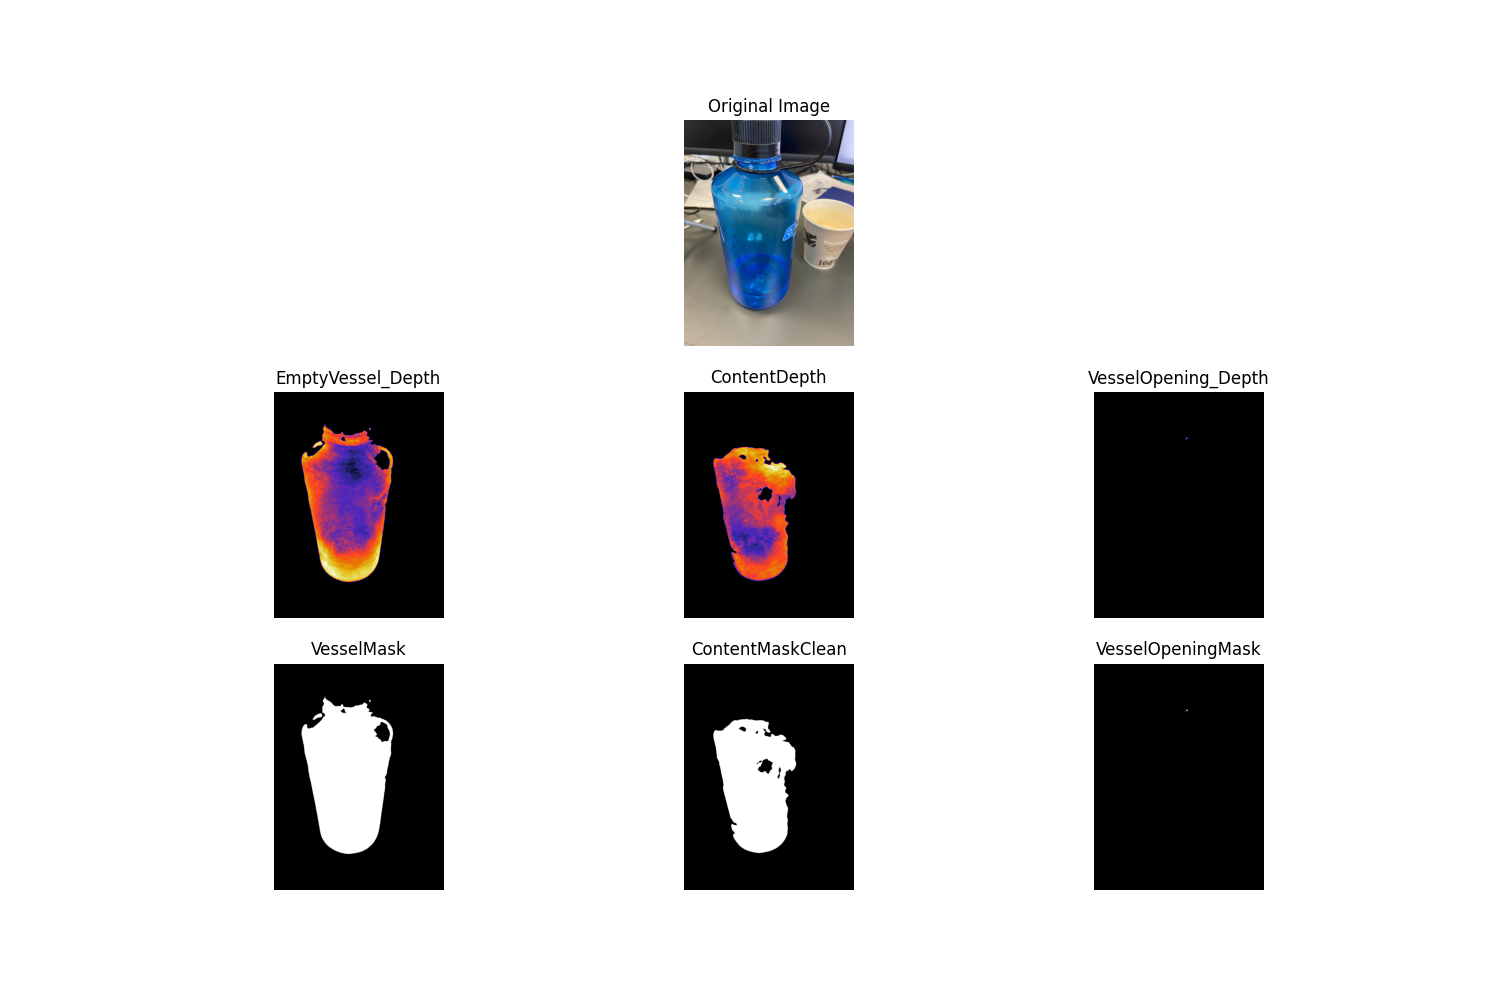 Original Image
EmptyVessel_Depth
ContentDepth
VesselOpening_Depth
VesselMask
ContentMaskClean
VesselOpeningMask